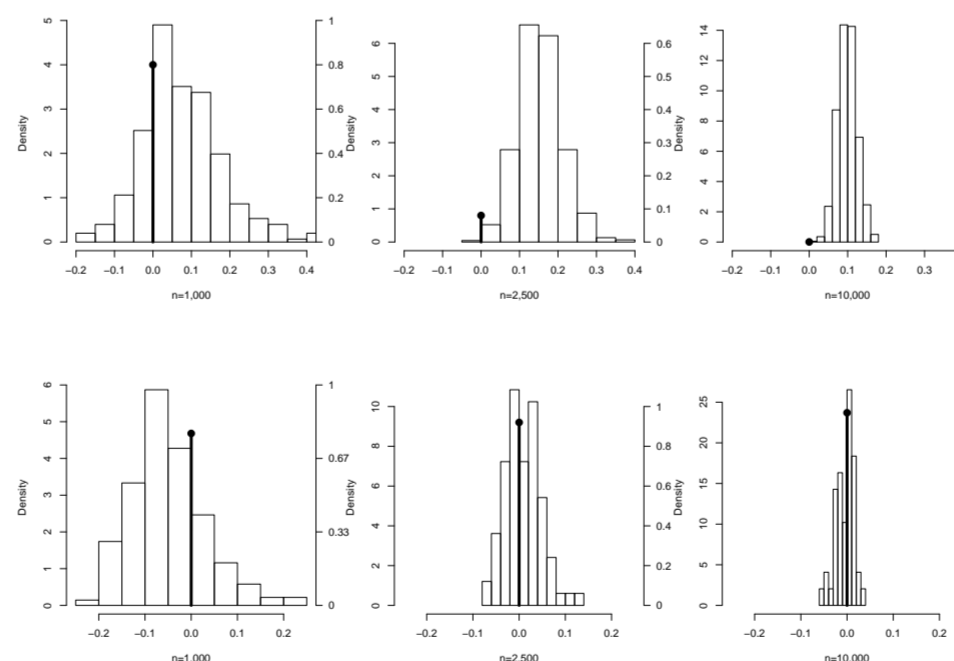 Density
0 1 2 3 4 5
0 0.2 0.4 0.6 0.8 1
−0.2 −0.1 0.0 0.1 0.2 0.3 0.4
n=1,000
Density
0 1 2 3 4 5 6
0 0.1 0.2 0.3 0.4 0.5 0.6
−0.2 −0.1 0.0 0.1 0.2 0.3 0.4
n=2,500
Density
0 2 4 6 8 10 12 14
−0.2 −0.1 0.0 0.1 0.2 0.3
n=10,000
Density
0 1 2 3 4 5 6
0 0.33 0.67 1
−0.2 −0.1 0.0 0.1 0.2
n=1,000
Density
0 2 4 6 8 10
0 0.2 0.4 0.6 0.8 1
−0.2 −0.1 0.0 0.1 0.2
n=2,500
Density
0 5 10 15 20 25
−0.2 −0.1 0.0 0.1 0.2
n=10,000